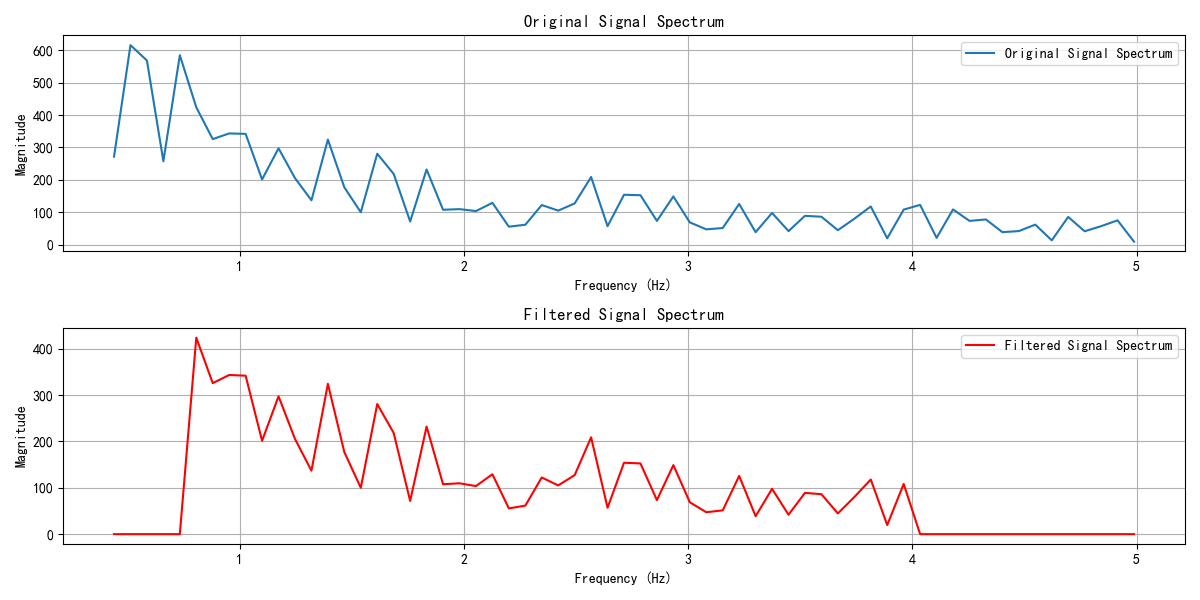 Original Signal Spectrum
Original Signal Spectrum
600
500
400
300
200
100
0
Magnitude
1 2 3 4 5
Frequency (Hz)
Filtered Signal Spectrum
Filtered Signal Spectrum
400
300
200
100
0
Magnitude
1 2 3 4 5
Frequency (Hz)